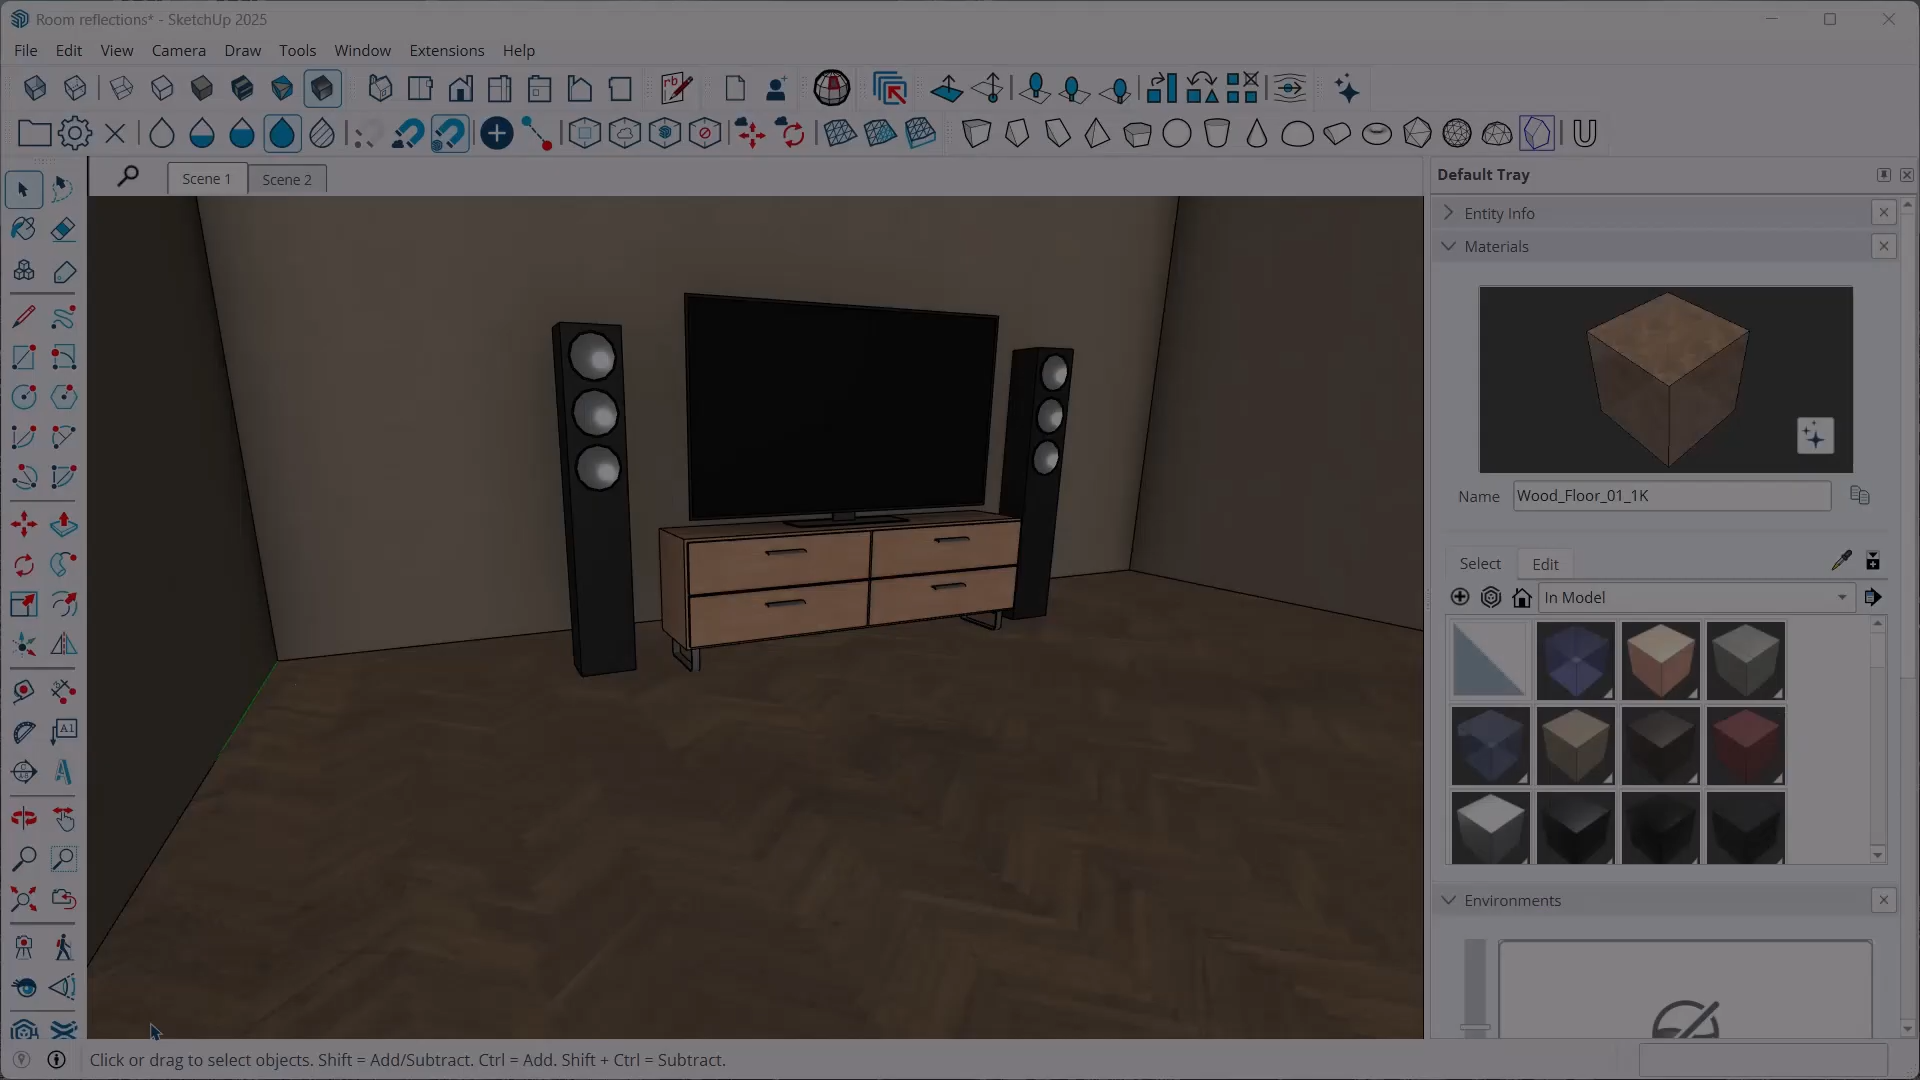 Room reflections* - SketchUp 2025
File Edit View Camera Draw Tools Window Extensions Help
rb
Scene 1 Scene 2
Default Tray
Entity Info
Materials
Name Wood_Floor_01_1K
Select Edit
In Model
A1
Environments
Click or drag to select objects. Shift = Add/Subtract. Ctrl = Add. Shift + Ctrl = Subtract.